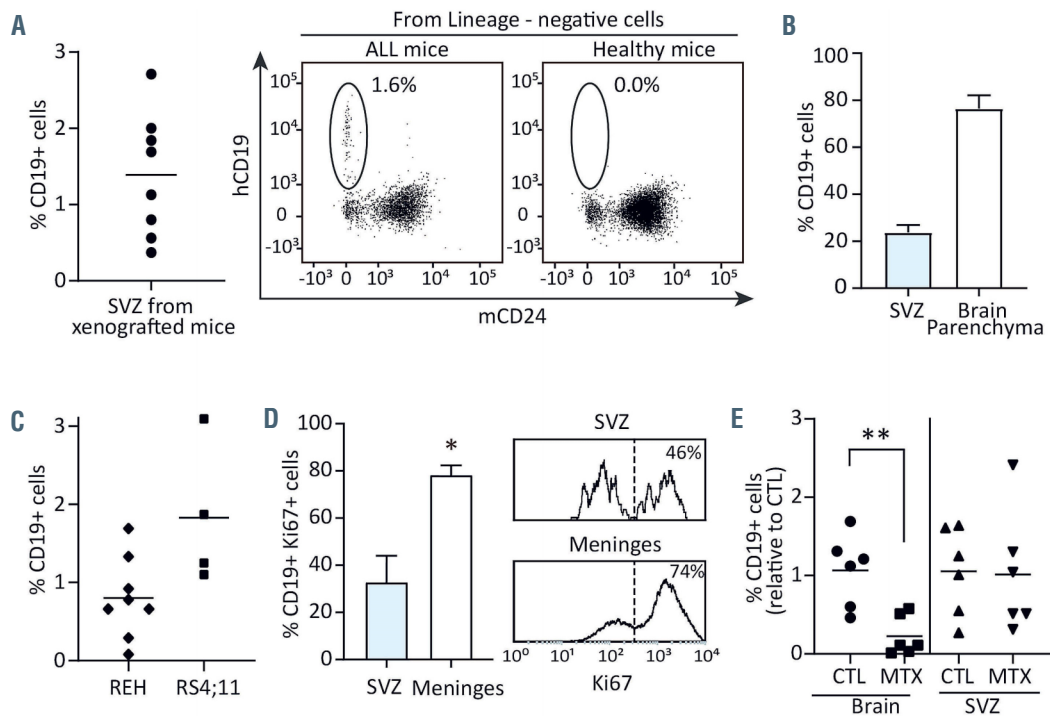 A
% CD19+ cells
3
2
1
0
SVZ from
xenografted mice
From Lineage - negative cells
ALL mice
Healthy mice
hCD19
10⁵
10⁴
10³
0
-10³
1.6%
-10³ 0 10³ 10⁴ 10⁵
10⁵
10⁴
10³
0
-10³
0.0%
-10³ 0 10³ 10⁴ 10⁵
mCD24
B
% CD19+ cells
100
80
60
40
20
0
SVZ
Brain
Parenchyma
C
% CD19+ cells
3
2
1
0
REH RS4;11
D
% CD19+ Ki67+ cells
100
80
60
40
20
0
*
SVZ Meninges
SVZ
46%
Meninges
74%
10⁰ 10¹ 10² 10³ 10⁴
Ki67
E
% CD19+ cells
(relative to CTL)
3
2
1
0
**
CTL MTX CTL MTX
Brain SVZ